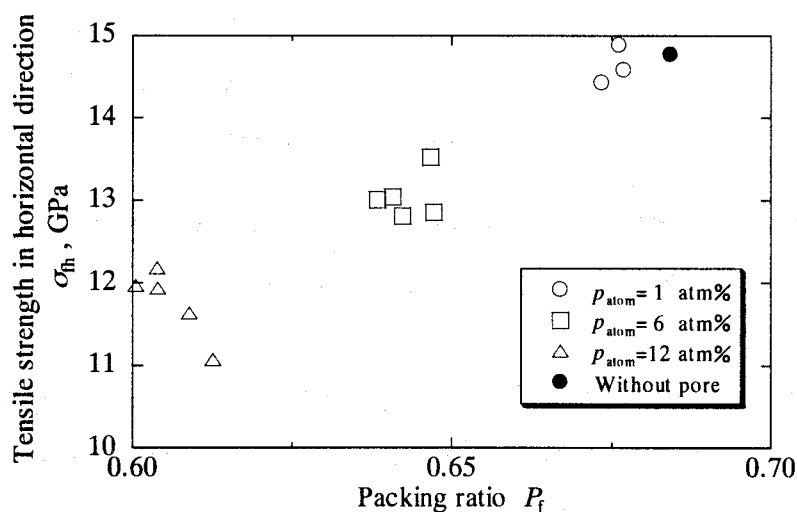 Tensile strength in horizontal direction
σfh , GPa
15
14
13
12
11
10
0.60
0.65
0.70
Packing ratio Pf
patom= 1 atm%
patom= 6 atm%
patom=12 atm%
Without pore